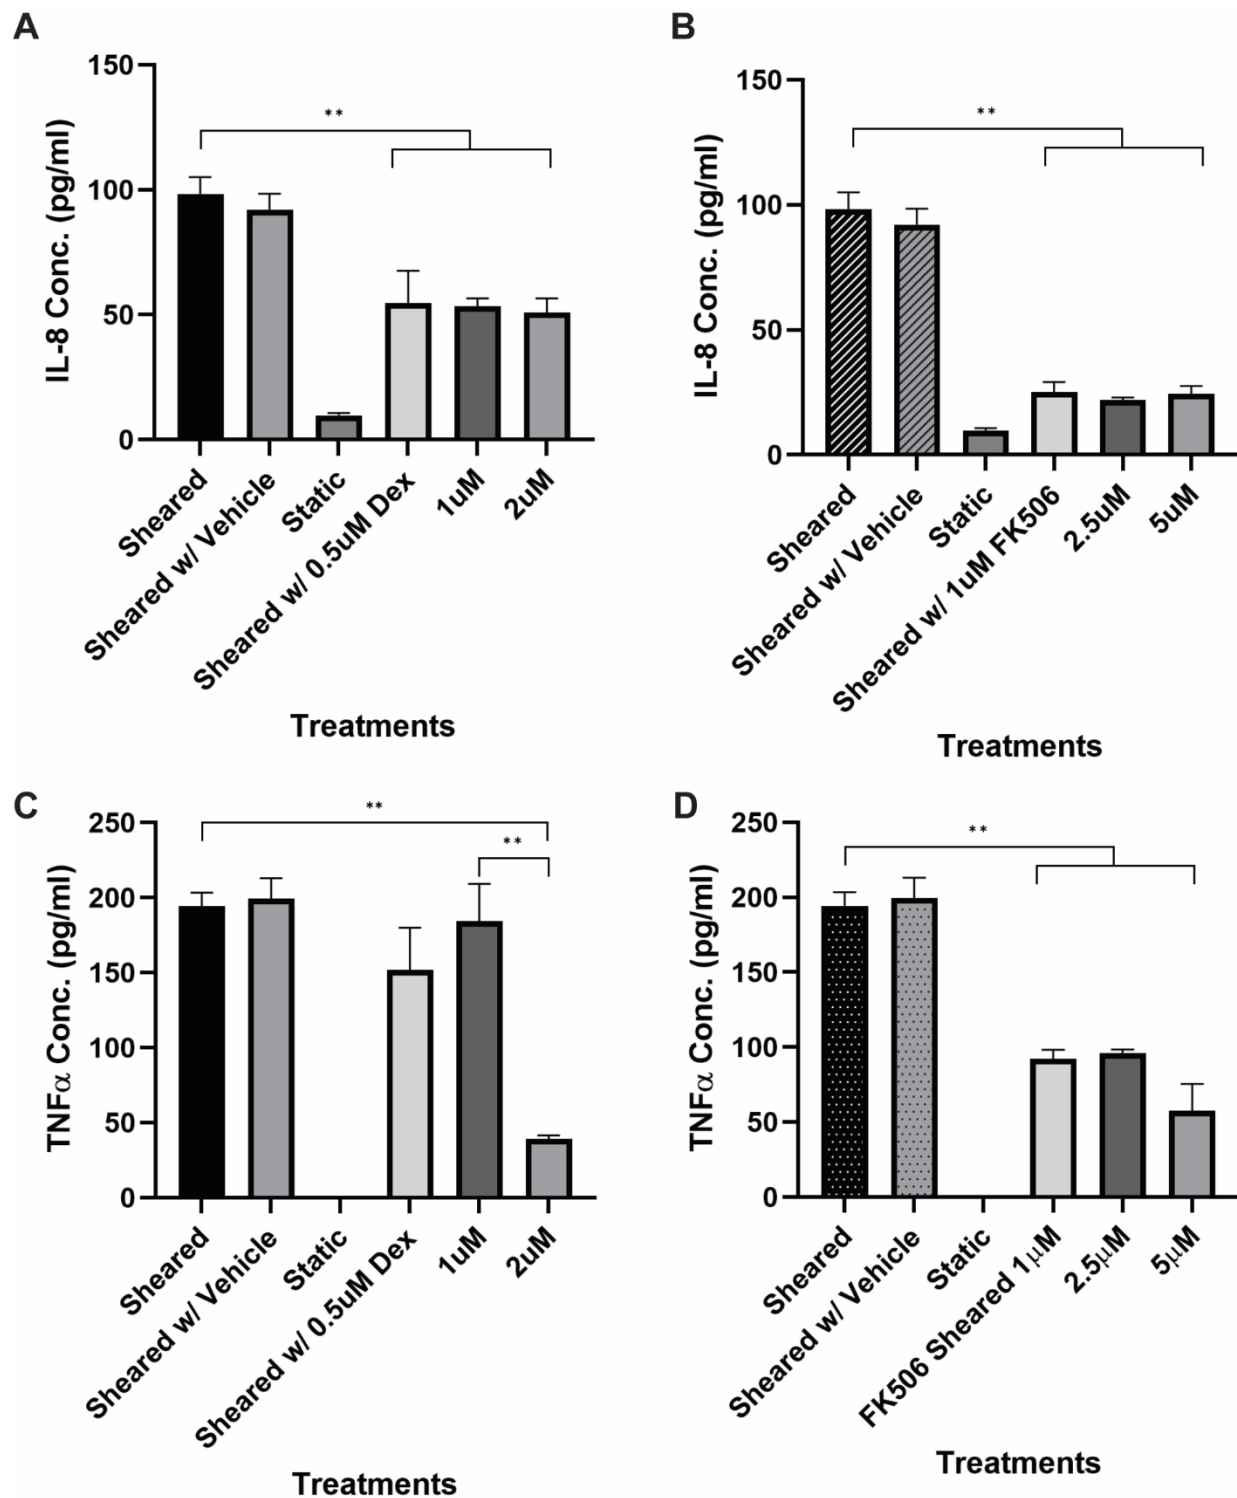 A
150
100
50
0
IL-8 Conc. (pg/ml)
**
Sheared
Sheared w/ Vehicle
Static
Sheared w/ 0.5uM Dex
1uM
2uM
Treatments
B
150
100
50
0
IL-8 Conc. (pg/ml)
**
Sheared
Sheared w/ Vehicle
Static
Sheared w/ 1uM FK506
2.5uM
5uM
Treatments
C
250
200
150
100
50
0
TNFα Conc. (pg/ml)
**
**
Sheared
Sheared w/ Vehicle
Static
Sheared w/ 0.5uM Dex
1uM
2uM
Treatments
D
250
200
150
100
50
0
TNFα Conc. (pg/ml)
**
Sheared
Sheared w/ Vehicle
Static
FK506 Sheared 1μM
2.5μM
5μM
Treatments